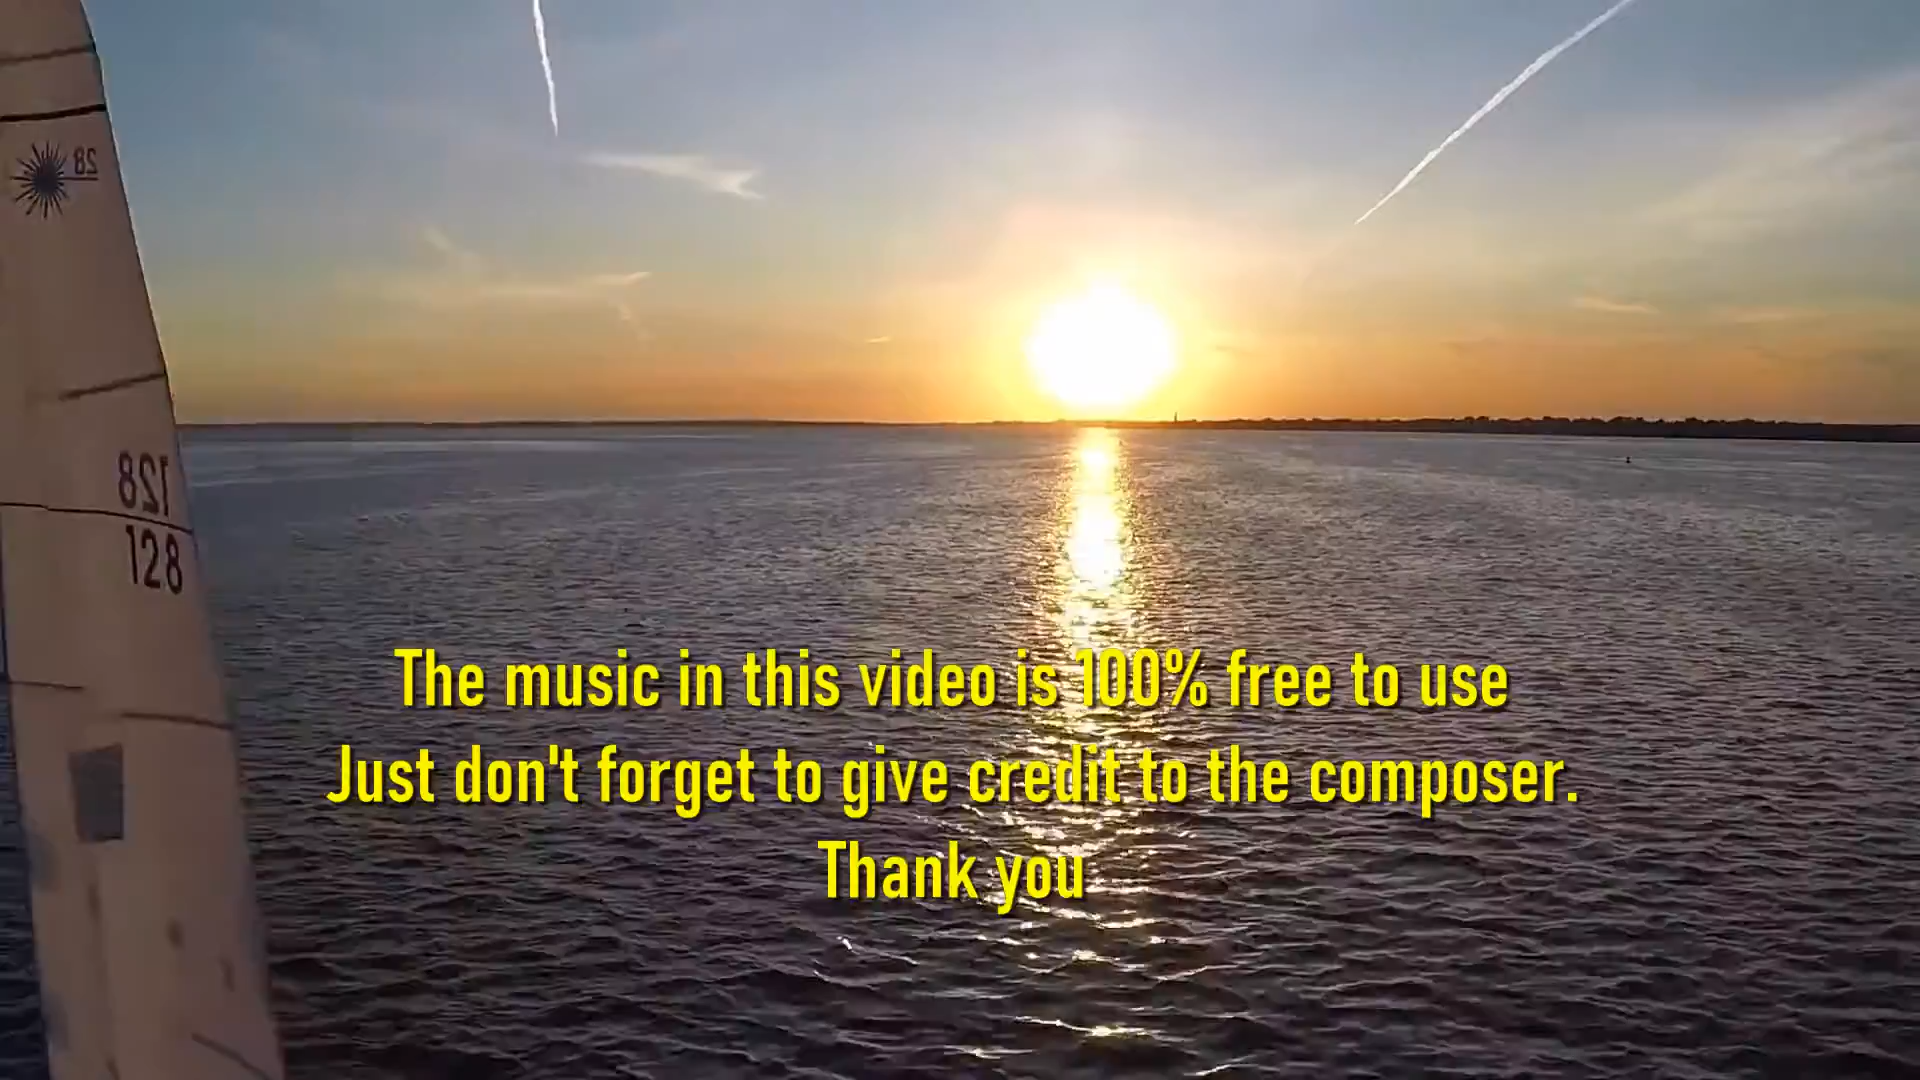 28
128
128
The music in this video is 100% free to use
Just don't forget to give credit to the composer.
Thank you